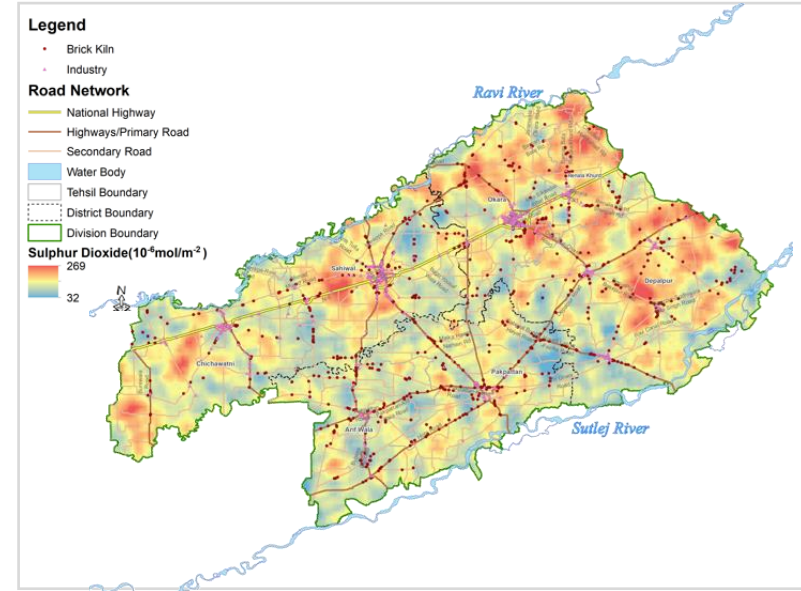 Legend
Brick Kiln
Industry
Road Network
National Highway
Highways/Primary Road
Secondary Road
Water Body
Tehsil Boundary
District Boundary
Division Boundary
Sulphur Dioxide(10⁻⁶mol/m⁻²)
269
32
N
Ravi River
Renala Khurd
Okara
Sahiwal
Depalpur
Chichawatni
Pakpattan
Arif Wala
Sutlej River